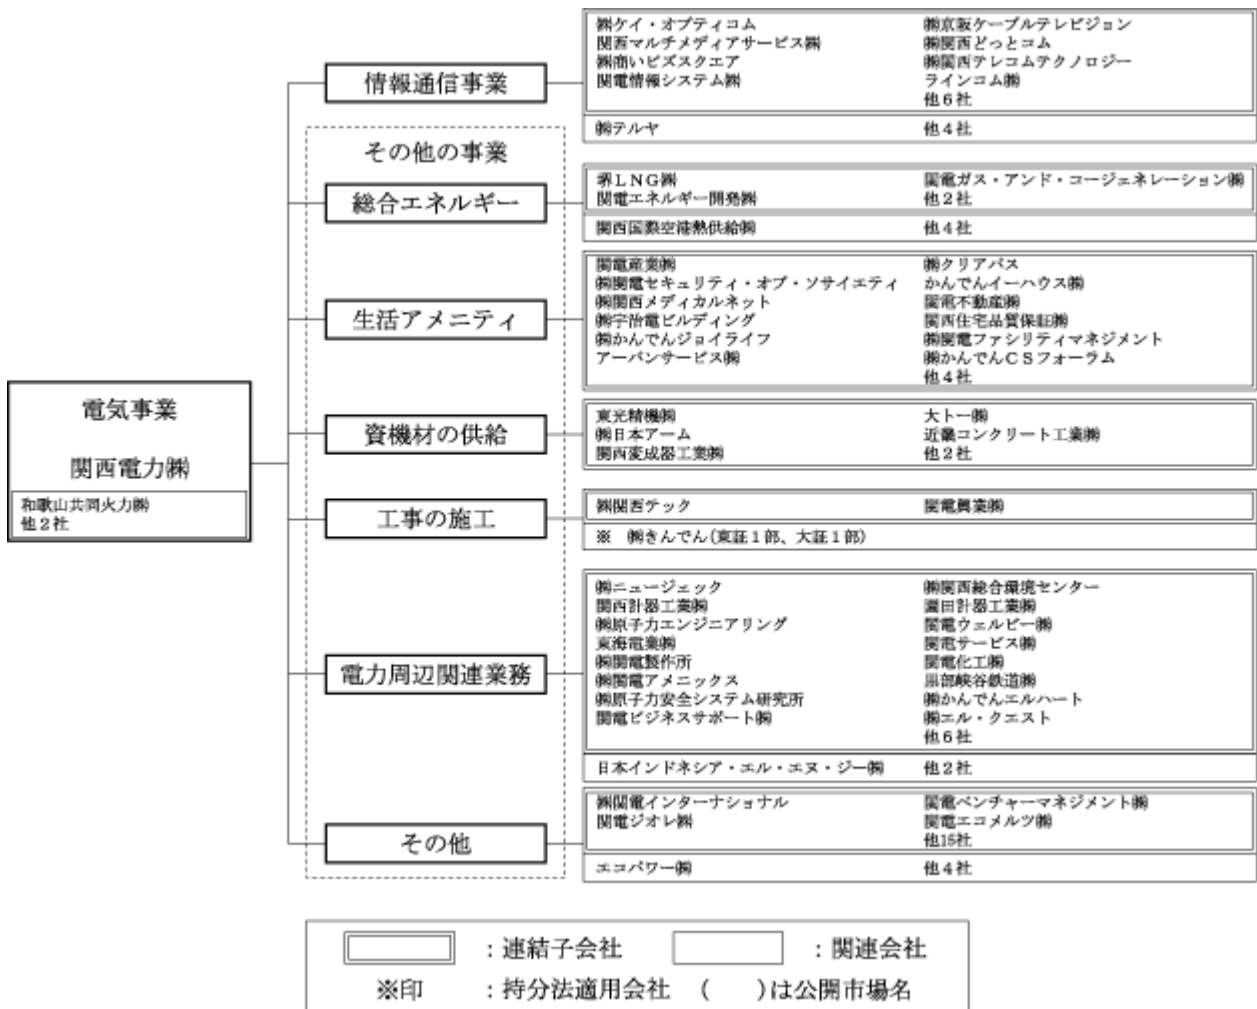 電気事業
関西電力㈱
和歌山共同火力㈱
他２社
情報通信事業
㈱ケイ・オプティコム
関西マルチメディアサービス㈱
㈱商いビズスクエア
関電情報システム㈱
㈱京阪ケーブルテレビジョン
㈱関西どっとコム
㈱関西テレコムテクノロジー
ラインコム㈱
他６社
㈱テルヤ
他４社
その他の事業
総合エネルギー
堺ＬＮＧ㈱
関電エネルギー開発㈱
関電ガス・アンド・コージェネレーション㈱
他２社
関西国際空港熱供給㈱
他４社
生活アメニティ
関電産業㈱
㈱関電セキュリティ・オブ・ソサイエティ
㈱関西メディカルネット
㈱宇治電ビルディング
㈱かんでんジョイライフ
アーバンサービス㈱
㈱クリアパス
かんでんイーハウス㈱
関電不動産㈱
関西住宅品質保証㈱
㈱関電ファシリティマネジメント
㈱かんでんＣＳフォーラム
他４社
資機材の供給
東光精機㈱
㈱日本アーム
関西変成器工業㈱
大トー㈱
近畿コンクリート工業㈱
他２社
工事の施工
㈱関西テック
関電興業㈱
※　㈱きんでん(東証１部、大証１部)
電力周辺関連業務
㈱ニュージェック
関西計器工業㈱
㈱原子力エンジニアリング
東海電業㈱
㈱関電製作所
㈱関電アメニックス
㈱原子力安全システム研究所
関電ビジネスサポート㈱
㈱関西総合環境センター
園田計器工業㈱
関電ウェルビー㈱
関電サービス㈱
関電化工㈱
黒部峡谷鉄道㈱
㈱かんでんエルハート
㈱エル・クエスト
他６社
日本インドネシア・エル・エヌ・ジー㈱
他２社
その他
㈱関電インターナショナル
関電ジオレ㈱
関電ベンチャーマネジメント㈱
関電エコメルツ㈱
他15社
エコパワー㈱
他４社
：連結子会社
：関連会社
※印　：持分法適用会社　(　　)は公開市場名